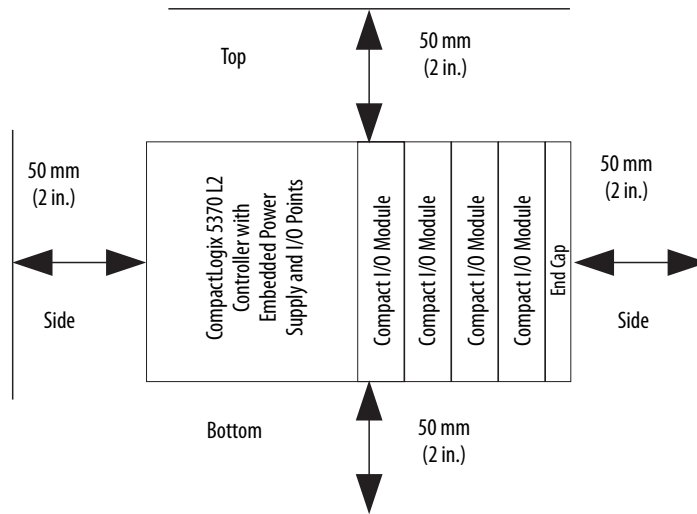 Top
50 mm
(2 in.)
50 mm
(2 in.)
Side
CompactLogix 5370 L2
Controller with
Embedded Power
Supply and I/O Points
Compact I/O Module
Compact I/O Module
Compact I/O Module
Compact I/O Module
End Cap
50 mm
(2 in.)
Side
Bottom
50 mm
(2 in.)